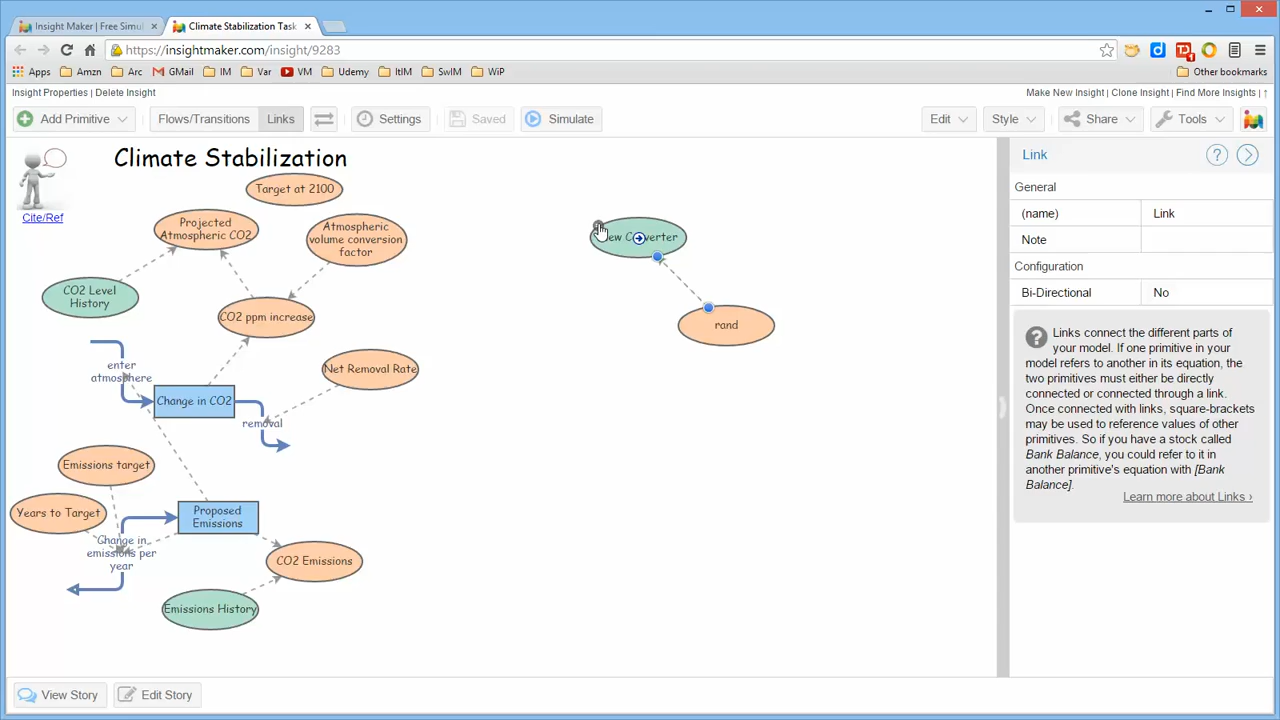 Insight Maker | Free Simul
Climate Stabilization Task
https://insightmaker.com/insight/9283
Apps Amzn Arc GMail IM Var VM Udemy ItIM SwIM WiP Other bookmarks
Insight Properties | Delete Insight
Make New Insight | Clone Insight | Find More Insights |
Add Primitive
Flows/Transitions
Links
Settings
Saved
Simulate
Edit
Style
Share
Tools
Climate Stabilization
Cite/Ref
Target at 2100
Projected
Atmospheric CO2
Atmospheric
volume conversion
factor
CO2 Level
History
CO2 ppm increase
enter
atmosphere
Change in CO2
Net Removal Rate
removal
Emissions target
Years to Target
Proposed
Emissions
Change in
emissions per
year
CO2 Emissions
Emissions History
New Converter
rand
Link
General
(name) Link
Note
Configuration
Bi-Directional No
Links connect the different parts of
your model. If one primitive in your
model refers to another in its equation, the
two primitives must either be directly
connected or connected through a link.
Once connected with links, square-brackets
may be used to reference values of other
primitives. So if you have a stock called
Bank Balance, you could refer to it in
another primitive's equation with [Bank
Balance].
Learn more about Links ›
View Story
Edit Story